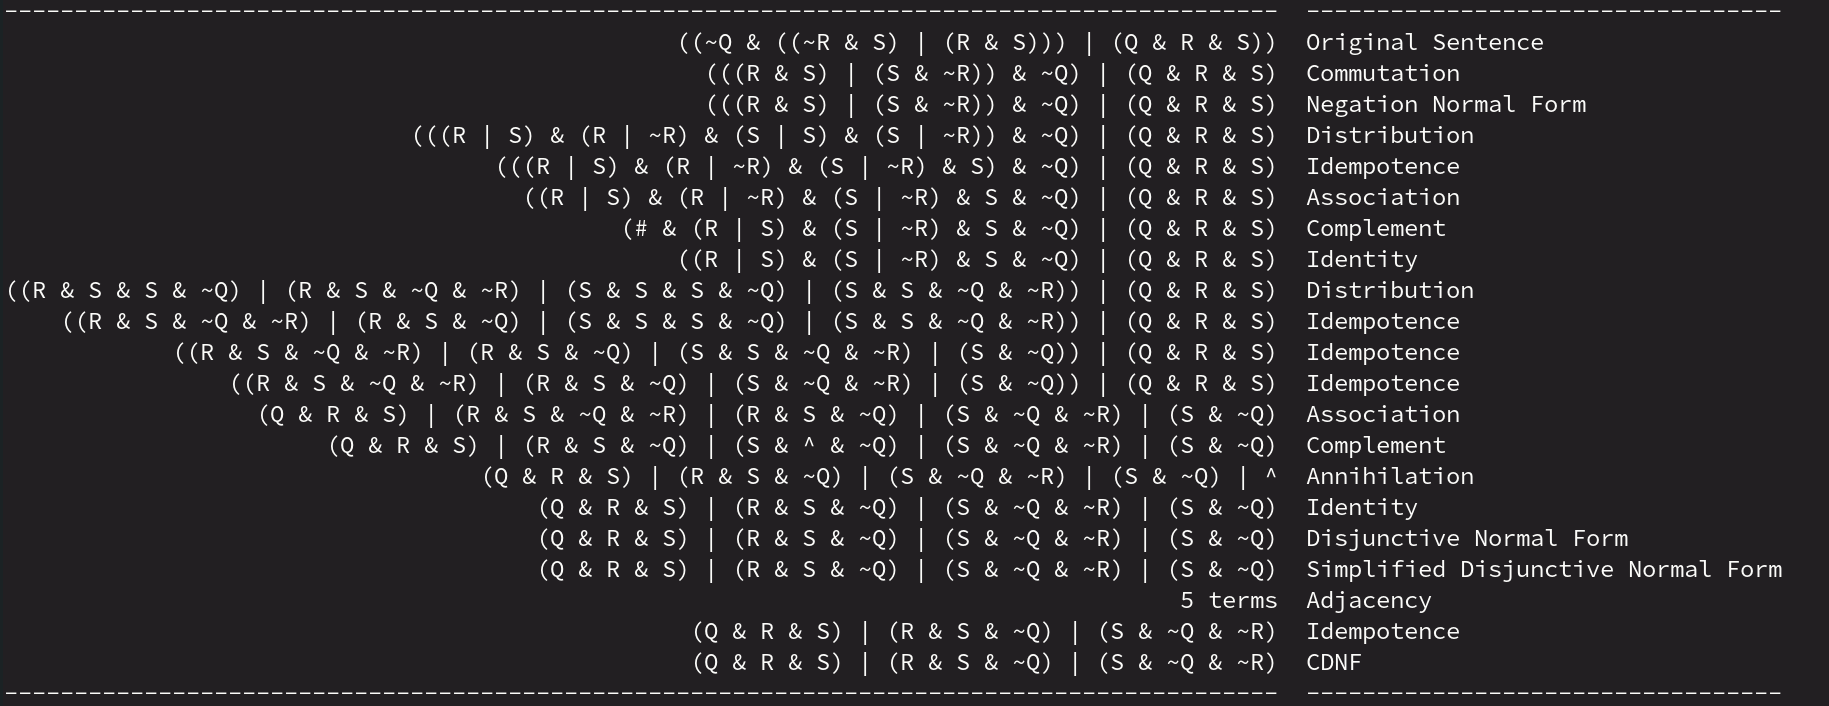 ((~Q & ((~R & S) | (R & S))) | (Q & R & S)) Original Sentence
(((R & S) | (S & ~R)) & ~Q) | (Q & R & S) Commutation
(((R & S) | (S & ~R)) & ~Q) | (Q & R & S) Negation Normal Form
(((R | S) & (R | ~R) & (S | S) & (S | ~R)) & ~Q) | (Q & R & S) Distribution
(((R | S) & (R | ~R) & (S | ~R) & S) & ~Q) | (Q & R & S) Idempotence
((R | S) & (R | ~R) & (S | ~R) & S & ~Q) | (Q & R & S) Association
(# & (R | S) & (S | ~R) & S & ~Q) | (Q & R & S) Complement
((R | S) & (S | ~R) & S & ~Q) | (Q & R & S) Identity
((R & S & S & ~Q) | (R & S & ~Q & ~R) | (S & S & S & ~Q) | (S & S & ~Q & ~R)) | (Q & R & S) Distribution
((R & S & ~Q & ~R) | (R & S & ~Q) | (S & S & S & ~Q) | (S & S & ~Q & ~R)) | (Q & R & S) Idempotence
((R & S & ~Q & ~R) | (R & S & ~Q) | (S & S & ~Q & ~R) | (S & ~Q)) | (Q & R & S) Idempotence
((R & S & ~Q & ~R) | (R & S & ~Q) | (S & ~Q & ~R) | (S & ~Q)) | (Q & R & S) Idempotence
(Q & R & S) | (R & S & ~Q & ~R) | (R & S & ~Q) | (S & ~Q & ~R) | (S & ~Q) Association
(Q & R & S) | (R & S & ~Q) | (S & ^ & ~Q) | (S & ~Q & ~R) | (S & ~Q) Complement
(Q & R & S) | (R & S & ~Q) | (S & ~Q & ~R) | (S & ~Q) | ^ Annihilation
(Q & R & S) | (R & S & ~Q) | (S & ~Q & ~R) | (S & ~Q) Identity
(Q & R & S) | (R & S & ~Q) | (S & ~Q & ~R) | (S & ~Q) Disjunctive Normal Form
(Q & R & S) | (R & S & ~Q) | (S & ~Q & ~R) | (S & ~Q) Simplified Disjunctive Normal Form
5 terms Adjacency
(Q & R & S) | (R & S & ~Q) | (S & ~Q & ~R) Idempotence
(Q & R & S) | (R & S & ~Q) | (S & ~Q & ~R) CDNF